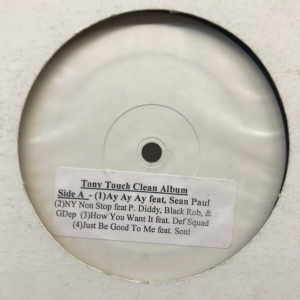 Tony Touch Clean Album
Side A - (1)Ay Ay Ay feat, Sean Paul
(2)NY Non Stop feat P. Diddy, Black Rob, &
GDep (3)How You Want It feat. Def Squad
(4)Just Be Good To Me feat. Soni